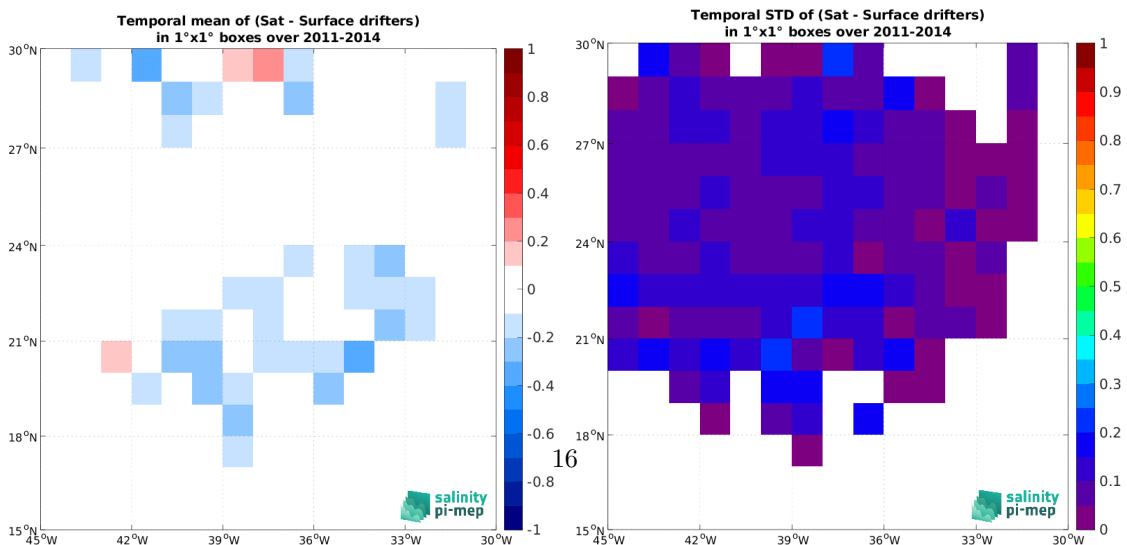 Temporal mean of (Sat - Surface drifters)
in 1°x1° boxes over 2011-2014
30°N
27°N
24°N
21°N
18°N
15°N
45°W
42°W
39°W
36°W
33°W
30°W
1
0.8
0.6
0.4
0.2
0
-0.2
-0.4
-0.6
-0.8
-1
salinity
pi-mep
16
Temporal STD of (Sat - Surface drifters)
in 1°x1° boxes over 2011-2014
30°N
27°N
24°N
21°N
18°N
15°N
45°W
42°W
39°W
36°W
33°W
30°W
1
0.9
0.8
0.7
0.6
0.5
0.4
0.3
0.2
0.1
0
salinity
pi-mep